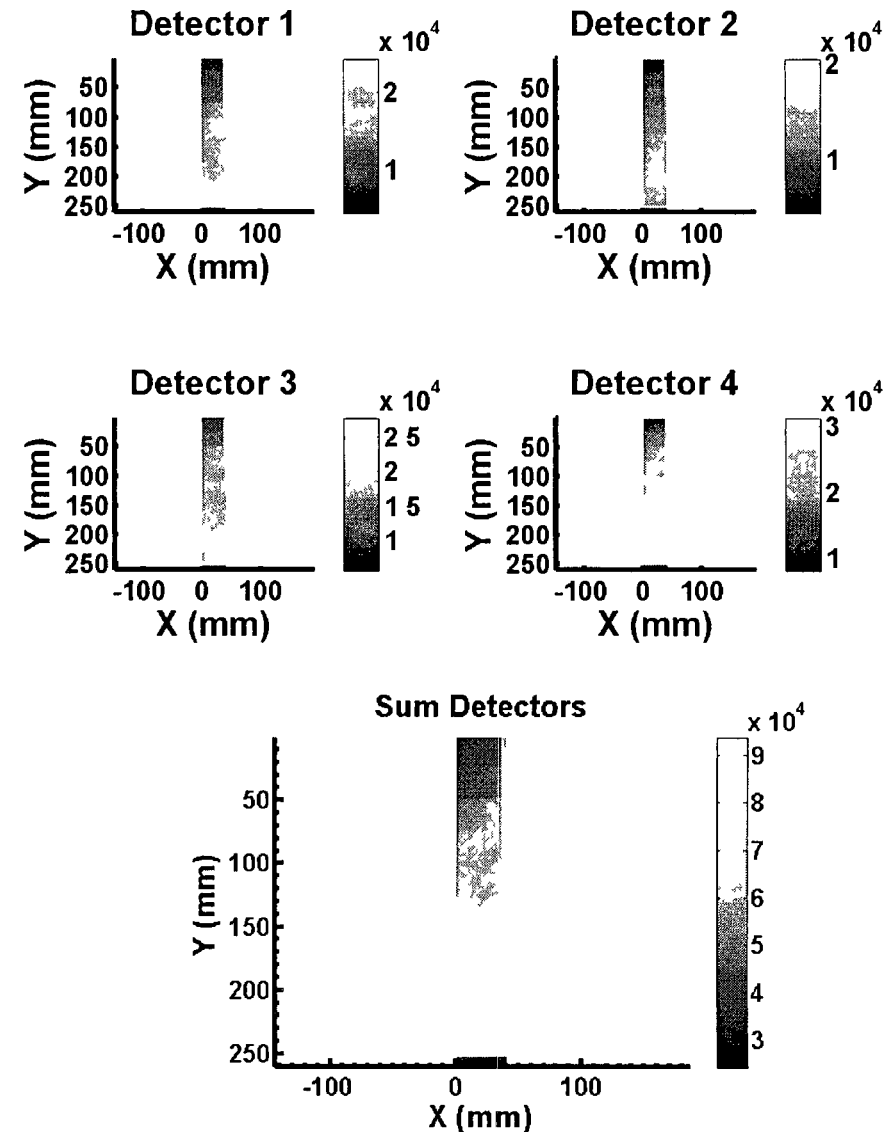 Detector 1
x 10^4
Y (mm)
50
100
150
200
250
-100 0 100
X (mm)
2
1
Detector 2
x 10^4
Y (mm)
50
100
150
200
250
-100 0 100
X (mm)
2
1
Detector 3
x 10^4
Y (mm)
50
100
150
200
250
-100 0 100
X (mm)
2 5
2
1 5
1
Detector 4
x 10^4
Y (mm)
50
100
150
200
250
-100 0 100
X (mm)
3
2
1
Sum Detectors
x 10^4
Y (mm)
50
100
150
200
250
-100 0 100
X (mm)
9
8
7
6
5
4
3